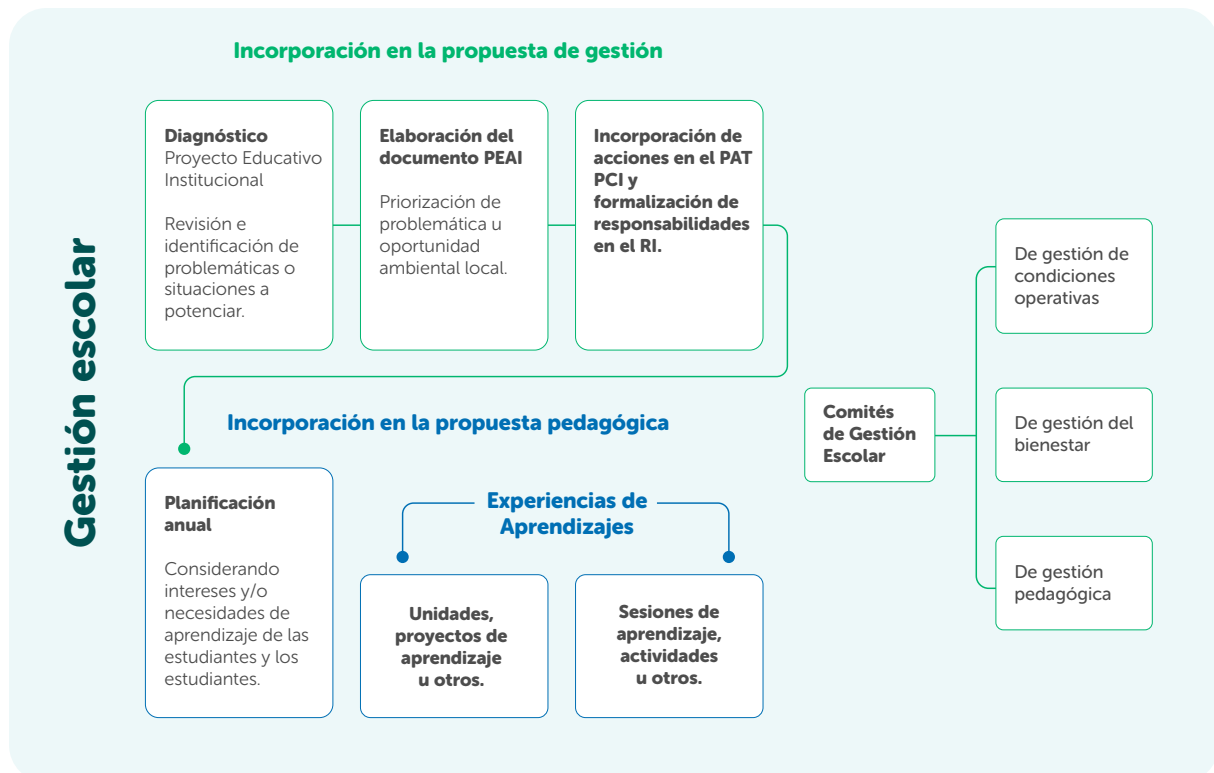 Gestión escolar
Incorporación en la propuesta de gestión
Diagnóstico
Proyecto Educativo
Institucional
Revisión e
identificación de
problemáticas o
situaciones a
potenciar.
Elaboración del
documento PEAI
Priorización de
problemática u
oportunidad
ambiental local.
Incorporación de
acciones en el PAT
PCI y
formalización de
responsabilidades
en el RI.
Incorporación en la propuesta pedagógica
Planificación
anual
Considerando
intereses y/o
necesidades de
aprendizaje de las
estudiantes y los
estudiantes.
Experiencias de
Aprendizajes
Unidades,
proyectos de
aprendizaje
u otros.
Sesiones de
aprendizaje,
actividades
u otros.
Comités
de Gestión
Escolar
De gestión de
condiciones
operativas
De gestión del
bienestar
De gestión
pedagógica